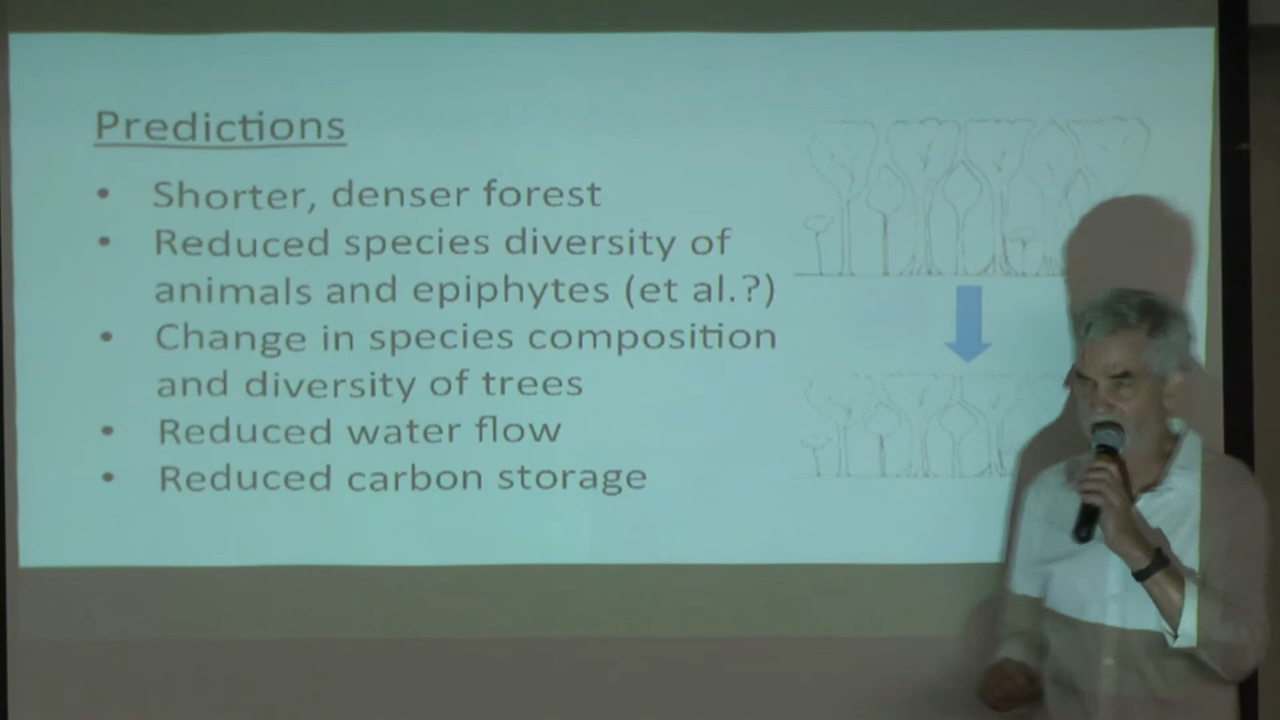 Predictions
• Shorter, denser forest
• Reduced species diversity of
animals and epiphytes (et al.?)
• Change in species composition
and diversity of trees
• Reduced water flow
• Reduced carbon storage